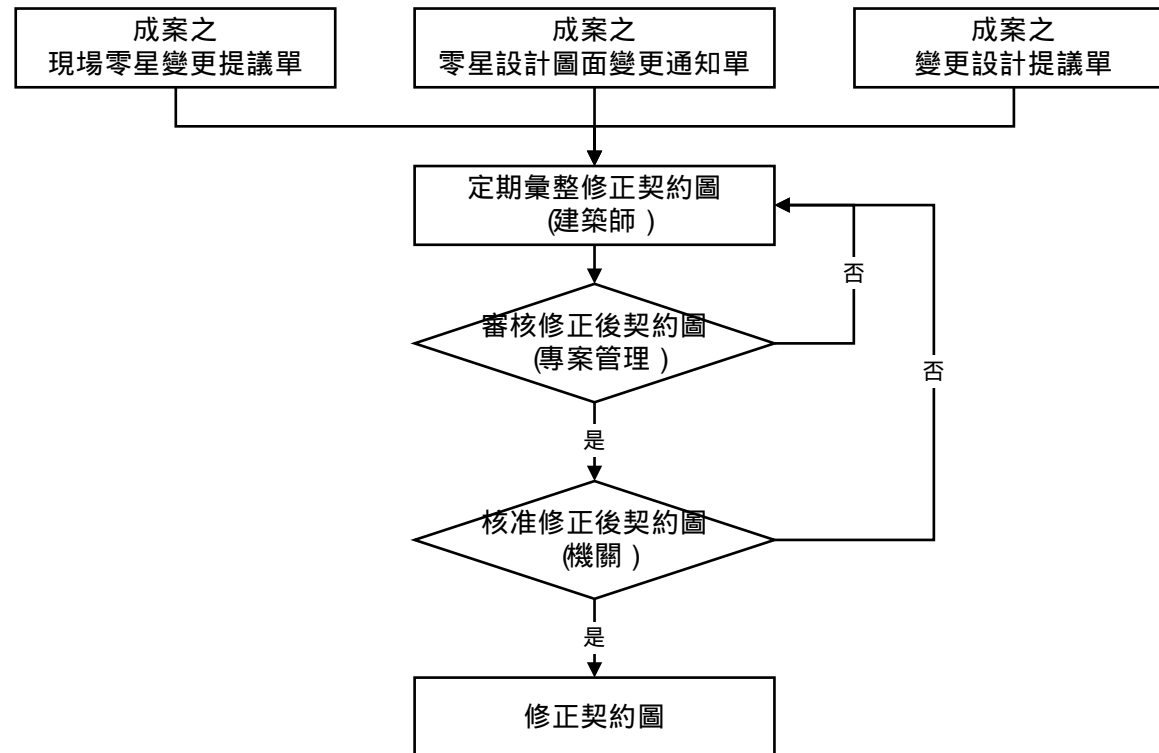 成案之
現場零星變更提議單
成案之
零星設計圖面變更通知單
成案之
變更設計提議單
定期彙整修正契約圖
(建築師)
否
審核修正後契約圖
(專案管理)
否
是
核准修正後契約圖
(機關)
是
修正契約圖